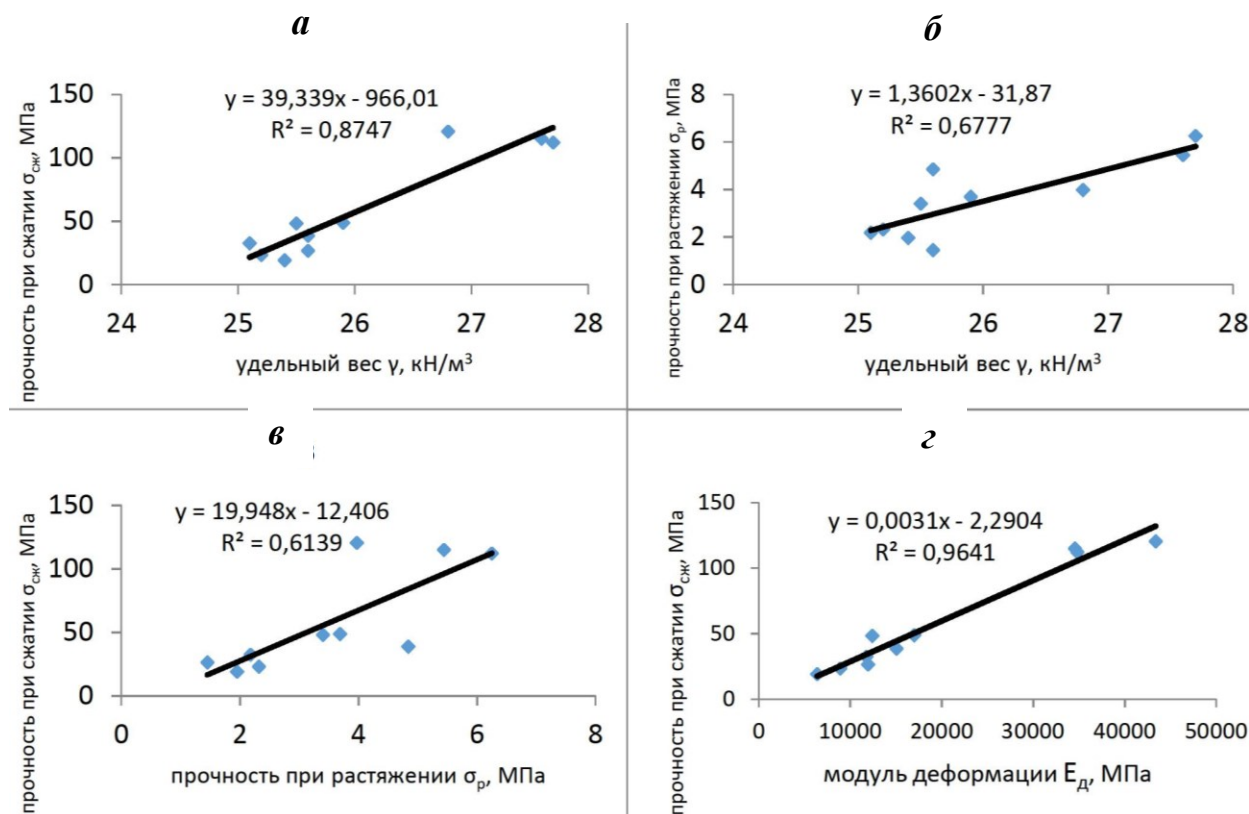 а
y = 39,339x - 966,01
R² = 0,8747
прочность при сжатии σсж, МПа
150
100
50
0
24 25 26 27 28
удельный вес γ, кН/м³
б
y = 1,3602x - 31,87
R² = 0,6777
прочность при растяжении σр, МПа
8
6
4
2
0
24 25 26 27 28
удельный вес γ, кН/м³
в
y = 19,948x - 12,406
R² = 0,6139
прочность при сжатии σсж, МПа
150
100
50
0
0 2 4 6 8
прочность при растяжении σр, МПа
г
y = 0,0031x - 2,2904
R² = 0,9641
прочность при сжатии σсж, МПа
150
100
50
0
0 10000 20000 30000 40000 50000
модуль деформации Eд, МПа